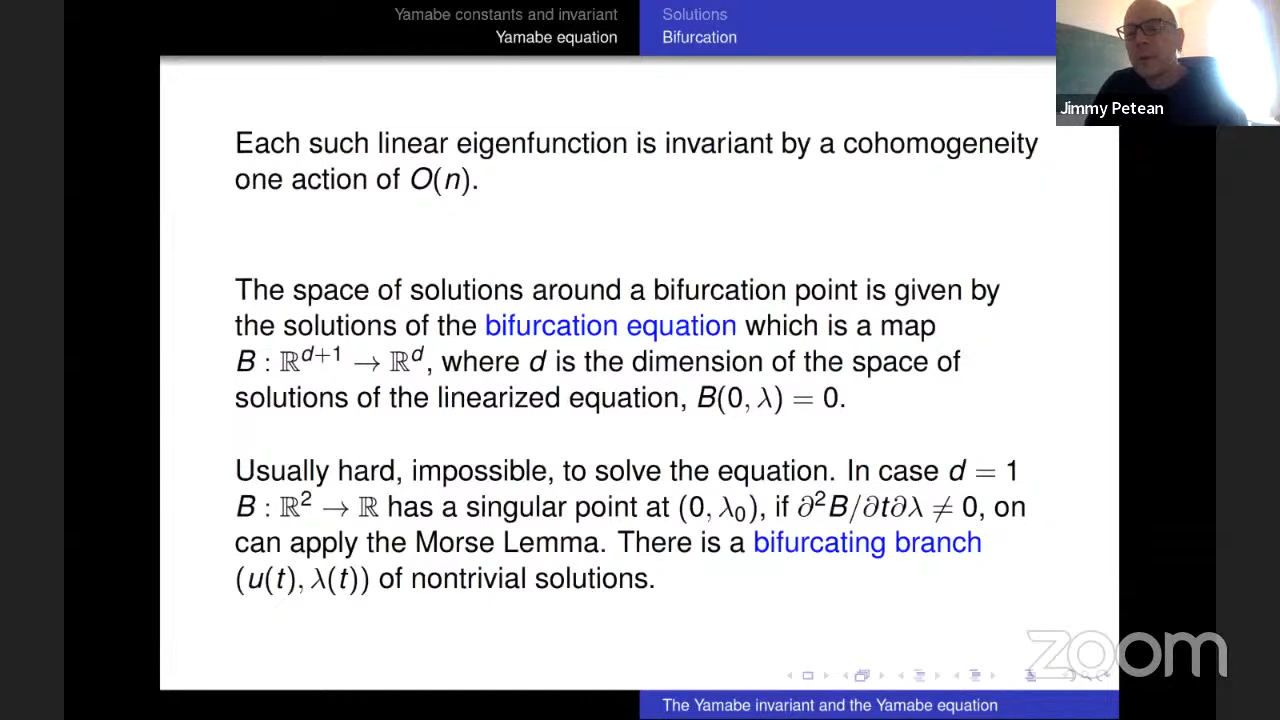 Yamabe constants and invariant
Yamabe equation
Solutions
Bifurcation
Jimmy Petean
Each such linear eigenfunction is invariant by a cohomogeneity
one action of O(n).
The space of solutions around a bifurcation point is given by
the solutions of the bifurcation equation which is a map
B : ℝ^{d+1} → ℝ^d, where d is the dimension of the space of
solutions of the linearized equation, B(0, λ) = 0.
Usually hard, impossible, to solve the equation. In case d = 1
B : ℝ² → ℝ has a singular point at (0, λ₀), if ∂²B/∂t∂λ ≠ 0, on
can apply the Morse Lemma. There is a bifurcating branch
(u(t), λ(t)) of nontrivial solutions.
zoom
The Yamabe invariant and the Yamabe equation